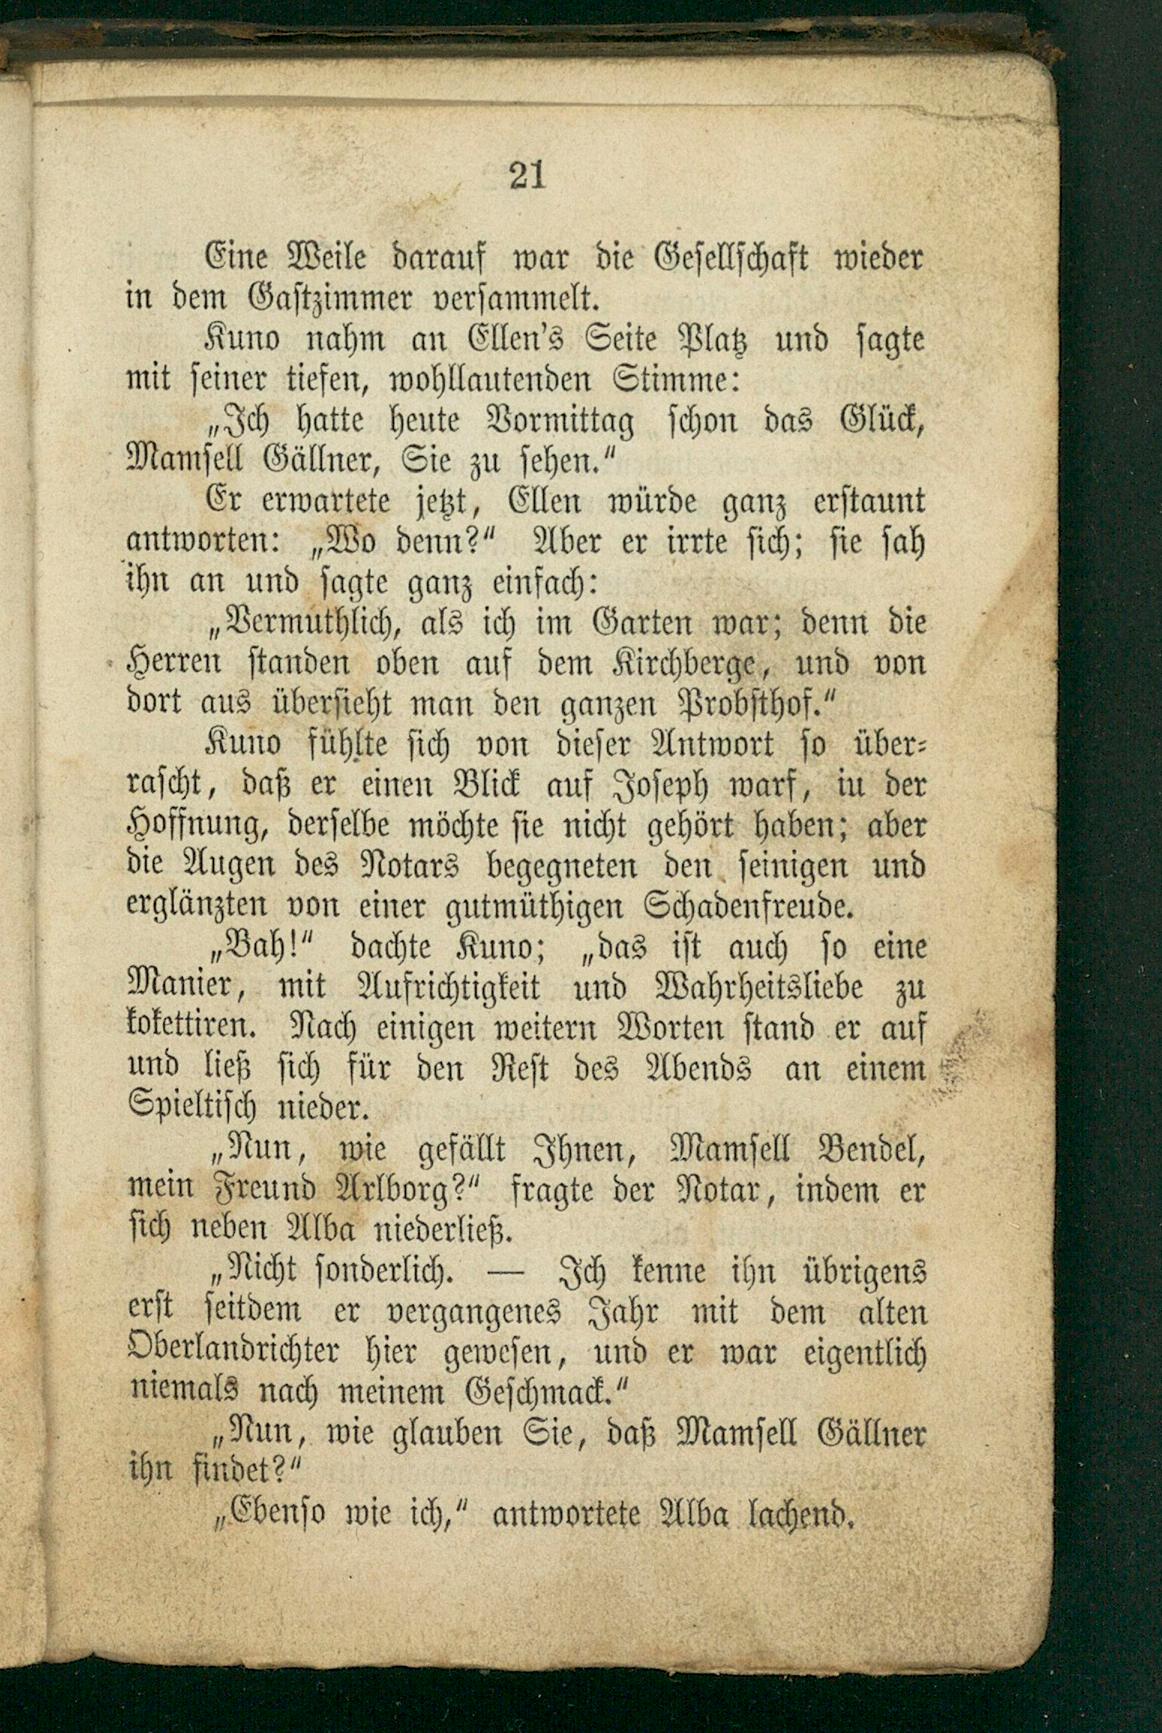 21
Eine Weile darauf war die Gesellschaft wieder
in dem Gastzimmer versammelt.
Kuno nahm an Ellen's Seite Platz und sagte
mit seiner tiefen, wohllautenden Stimme:
„Ich hatte heute Vormittag schon das Glück,
Mamsell Gällner, Sie zu sehen.“
Er erwartete jetzt, Ellen würde ganz erstaunt
antworten: „Wo denn?“ Aber er irrte sich; sie sah
ihn an und sagte ganz einfach:
„Vermuthlich, als ich im Garten war; denn die
Herren standen oben auf dem Kirchberge, und von
dort aus übersieht man den ganzen Probsthof.“
Kuno fühlte sich von dieser Antwort so über-
rascht, daß er einen Blick auf Joseph warf, in der
Hoffnung, derselbe möchte sie nicht gehört haben; aber
die Augen des Notars begegneten den seinigen und
erglänzten von einer gutmüthigen Schadenfreude.
„Bah!“ dachte Kuno; „das ist auch so eine
Manier, mit Aufrichtigkeit und Wahrheitsliebe zu
kokettiren. Nach einigen weitern Worten stand er auf
und ließ sich für den Rest des Abends an einem
Spieltisch nieder.
„Nun, wie gefällt Ihnen, Mamsell Bendel,
mein Freund Arlborg?“ fragte der Notar, indem er
sich neben Alba niederließ.
„Nicht sonderlich. — Ich kenne ihn übrigens
erst seitdem er vergangenes Jahr mit dem alten
Oberlandrichter hier gewesen, und er war eigentlich
niemals nach meinem Geschmack.“
„Nun, wie glauben Sie, daß Mamsell Gällner
ihn findet?“
„Ebenso wie ich,“ antwortete Alba lachend.